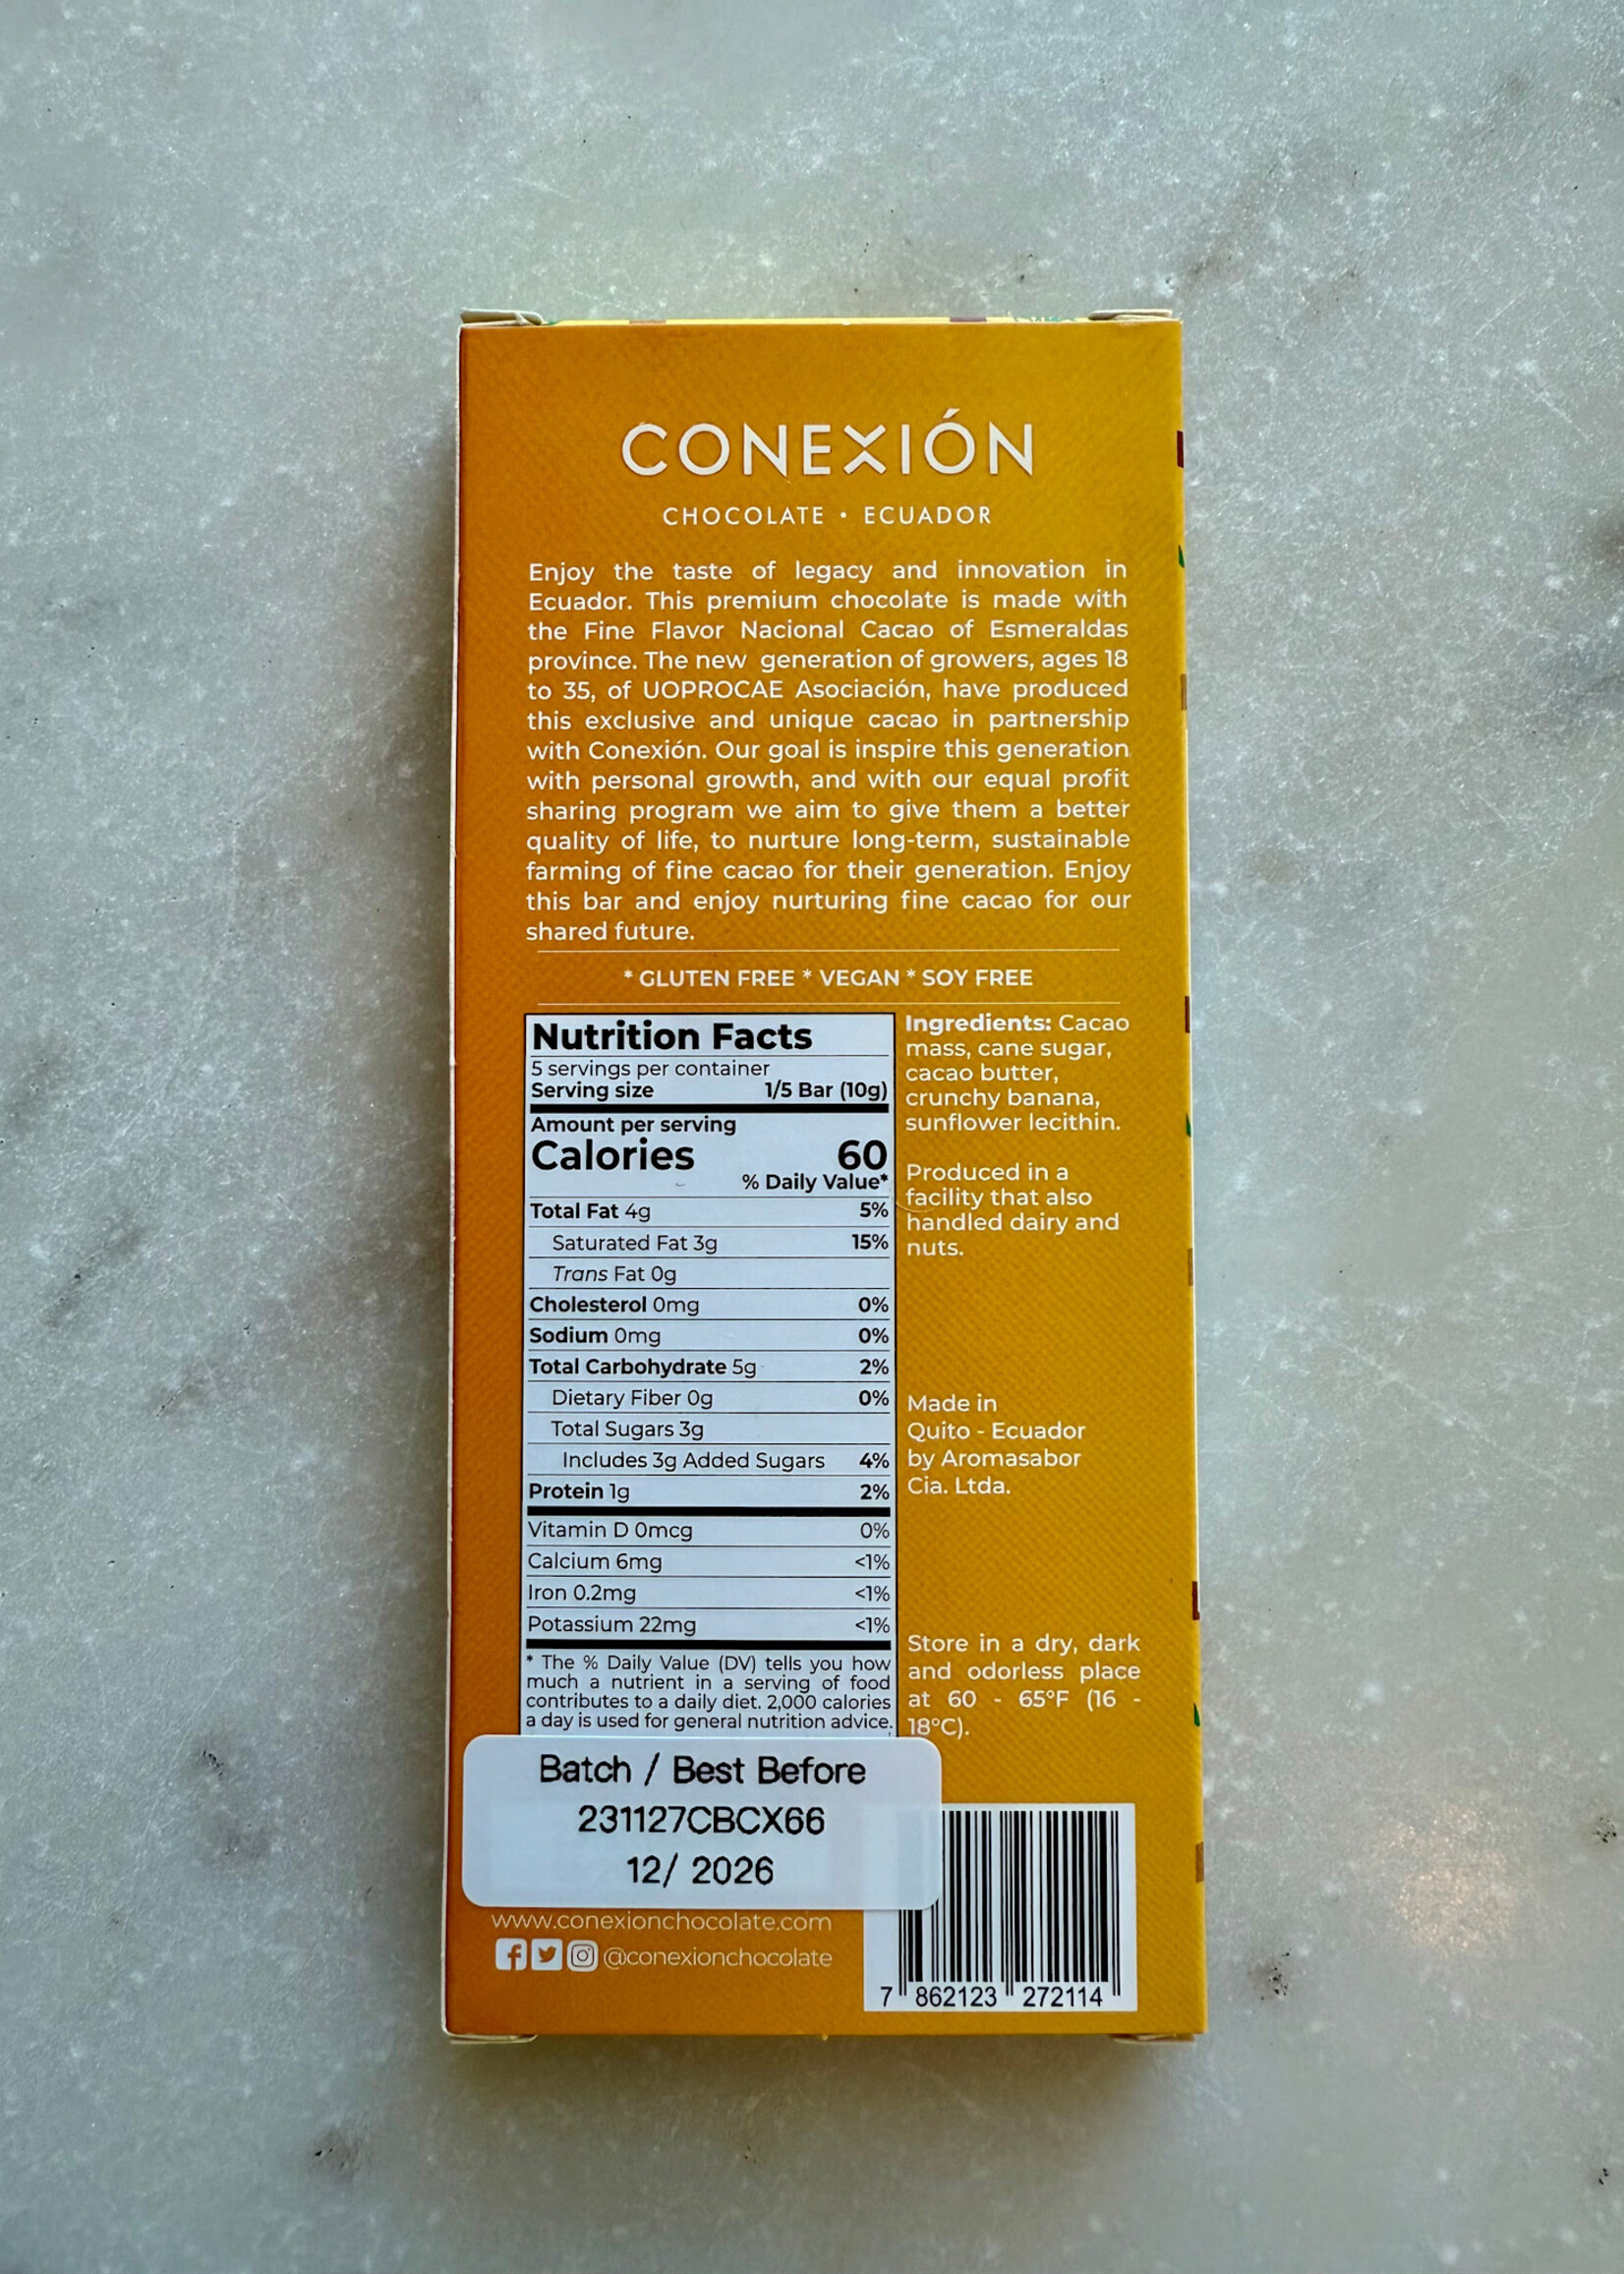 CONEXIÓN
CHOCOLATE • ECUADOR
Enjoy the taste of legacy and innovation in
Ecuador. This premium chocolate is made with
the Fine Flavor Nacional Cacao of Esmeraldas
province. The new generation of growers, ages 18
to 35, of UOPROCAE Asociación, have produced
this exclusive and unique cacao in partnership
with Conexión. Our goal is inspire this generation
with personal growth, and with our equal profit
sharing program we aim to give them a better
quality of life, to nurture long-term, sustainable
farming of fine cacao for their generation. Enjoy
this bar and enjoy nurturing fine cacao for our
shared future.
* GLUTEN FREE * VEGAN * SOY FREE
Nutrition Facts
5 servings per container
Serving size 1/5 Bar (10g)
Amount per serving
Calories 60
% Daily Value*
Total Fat 4g 5%
Saturated Fat 3g 15%
Trans Fat 0g
Cholesterol 0mg 0%
Sodium 0mg 0%
Total Carbohydrate 5g 2%
Dietary Fiber 0g 0%
Total Sugars 3g
Includes 3g Added Sugars 4%
Protein 1g 2%
Vitamin D 0mcg 0%
Calcium 6mg <1%
Iron 0.2mg <1%
Potassium 22mg <1%
* The % Daily Value (DV) tells you how
much a nutrient in a serving of food
contributes to a daily diet. 2,000 calories
a day is used for general nutrition advice.
Ingredients: Cacao
mass, cane sugar,
cacao butter,
crunchy banana,
sunflower lecithin.
Produced in a
facility that also
handled dairy and
nuts.
Made in
Quito - Ecuador
by Aromasabor
Cia. Ltda.
Store in a dry, dark
and odorless place
at 60 - 65°F (16 -
18°C).
Batch / Best Before
231127CBCX66
12/ 2026
www.conexionchocolate.com
@conexionchocolate
7 862123 272114